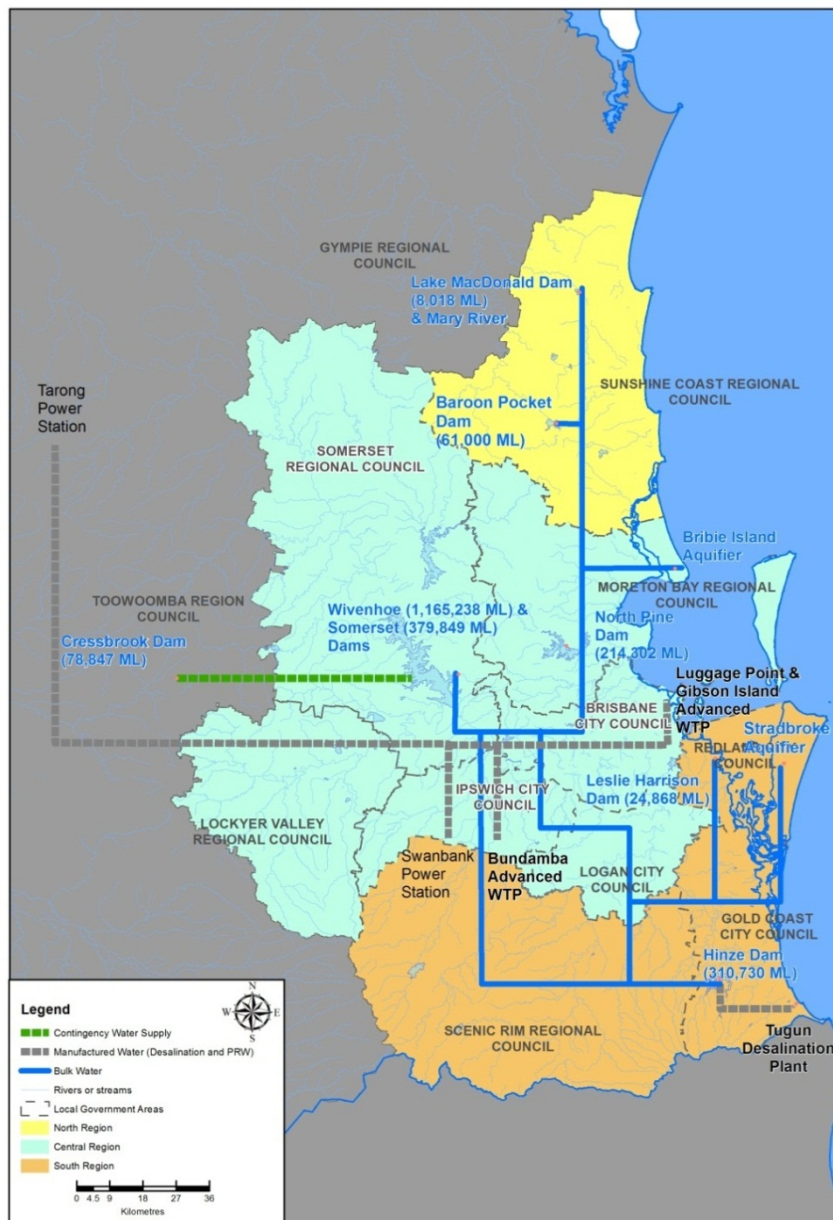 GYMPIE REGIONAL
COUNCIL
Lake MacDonald Dam
(8,018 ML)
& Mary River
SUNSHINE COAST REGIONAL
COUNCIL
Tarong
Power
Station
Baroon Pocket
Dam
(61,000 ML)
SOMERSET
REGIONAL COUNCIL
Bribie Island
Aquifier
MORETON BAY REGIONAL
COUNCIL
TOOWOOMBA REGION
COUNCIL
Cressbrook Dam
(78,847 ML)
Wivenhoe (1,165,238 ML) &
Somerset (379,849 ML)
Dams
North Pine
Dam
(214,302 ML)
Luggage Point &
Gibson Island
Advanced
WTP
BRISBANE
CITY COUNCIL
Stradbroke
Aquifier
REDLAND
COUNCIL
Leslie Harrison
Dam (24,868 ML)
IPSWICH CITY
COUNCIL
LOCKYER VALLEY
REGIONAL COUNCIL
Swanbank
Power
Station
Bundamba
Advanced
WTP
LOGAN CITY
COUNCIL
GOLD COAST
CITY COUNCIL
Hinze Dam
(310,730 ML)
SCENIC RIM REGIONAL
COUNCIL
Tugun
Desalination
Plant
Legend
N
W E
S
Contingency Water Supply
Manufactured Water (Desalination and PRW)
Bulk Water
Rivers or streams
Local Government Areas
North Region
Central Region
South Region
0 4.5 9 18 27 36
Kilometres